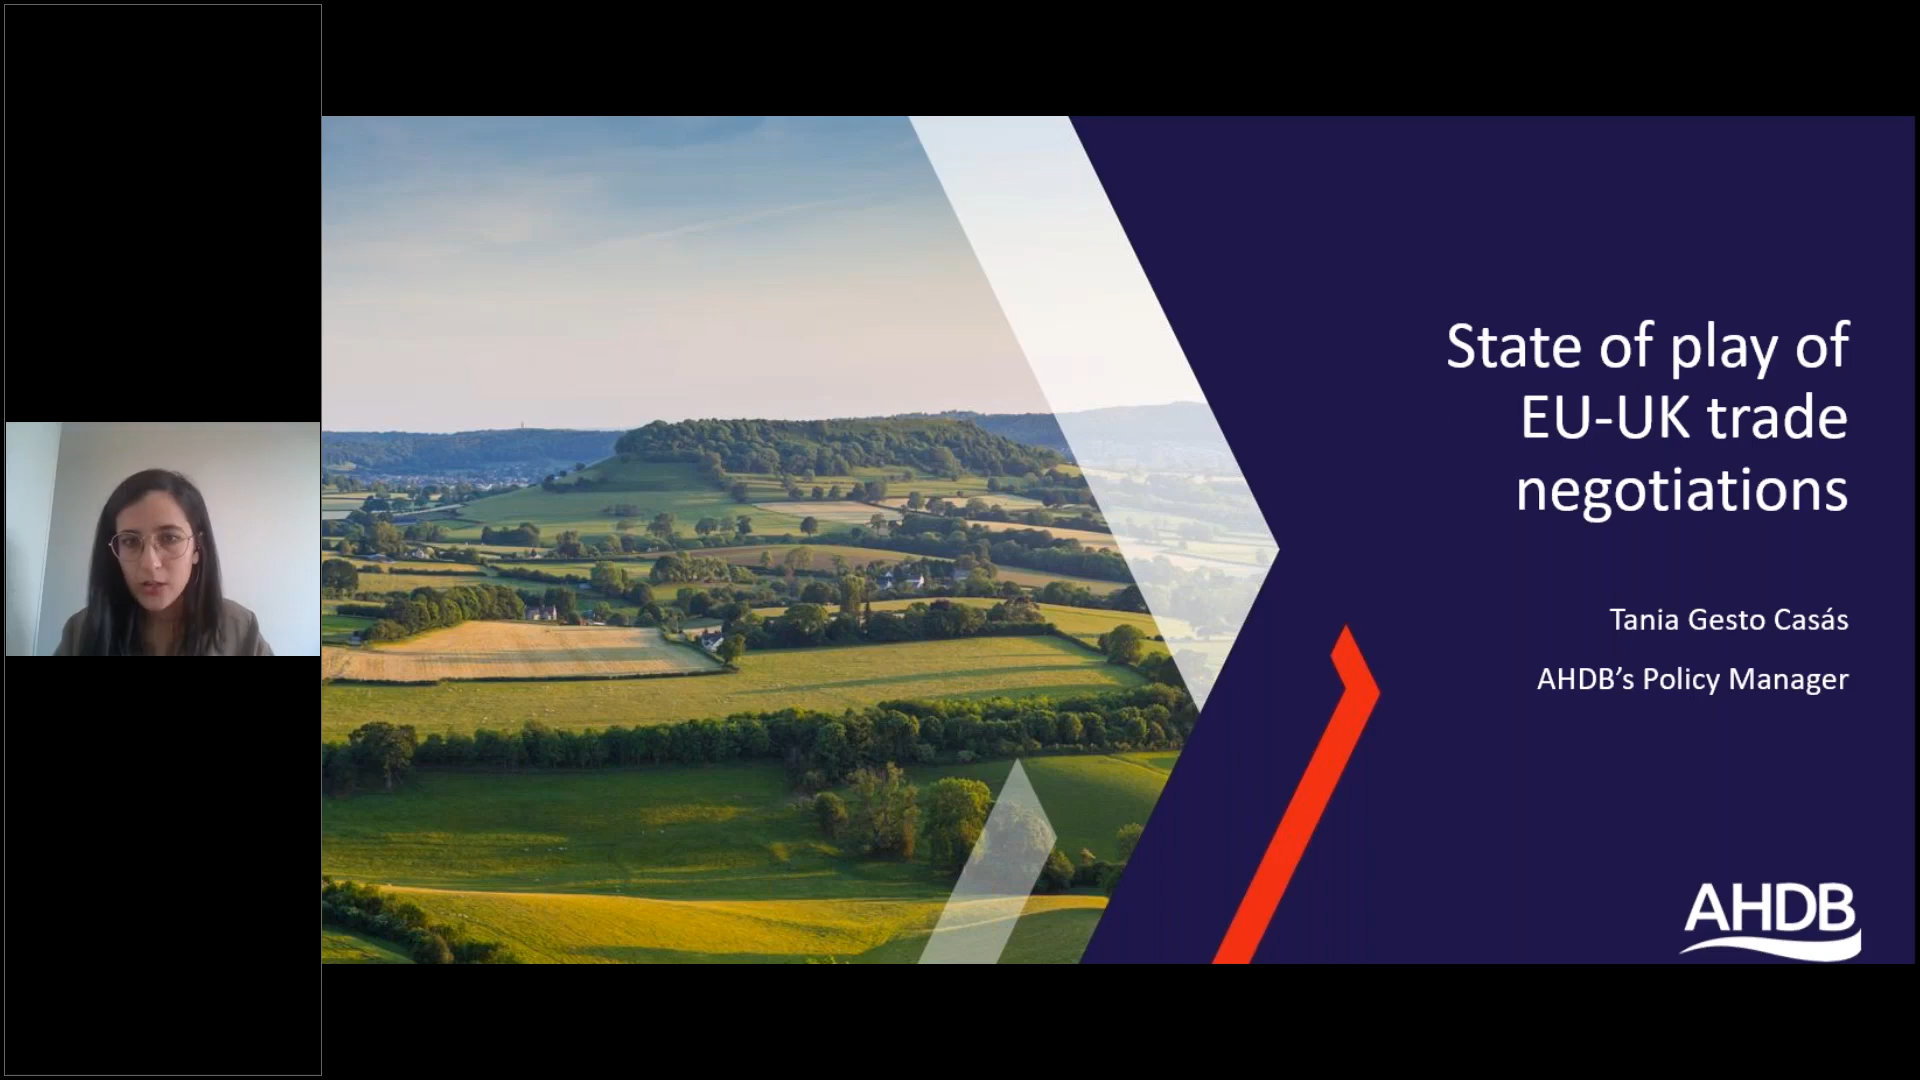 State of play of
EU-UK trade
negotiations
Tania Gesto Casás
AHDB’s Policy Manager
AHDB